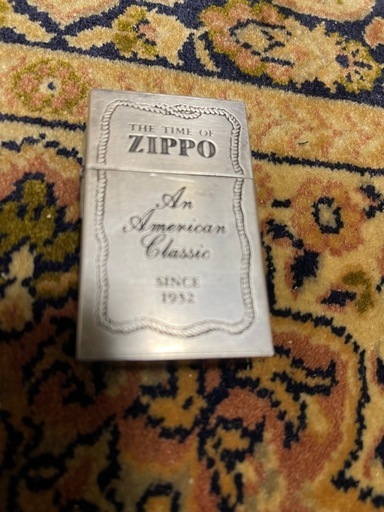 THE TIME OF
ZIPPO
An
American
Classic
SINCE
1932